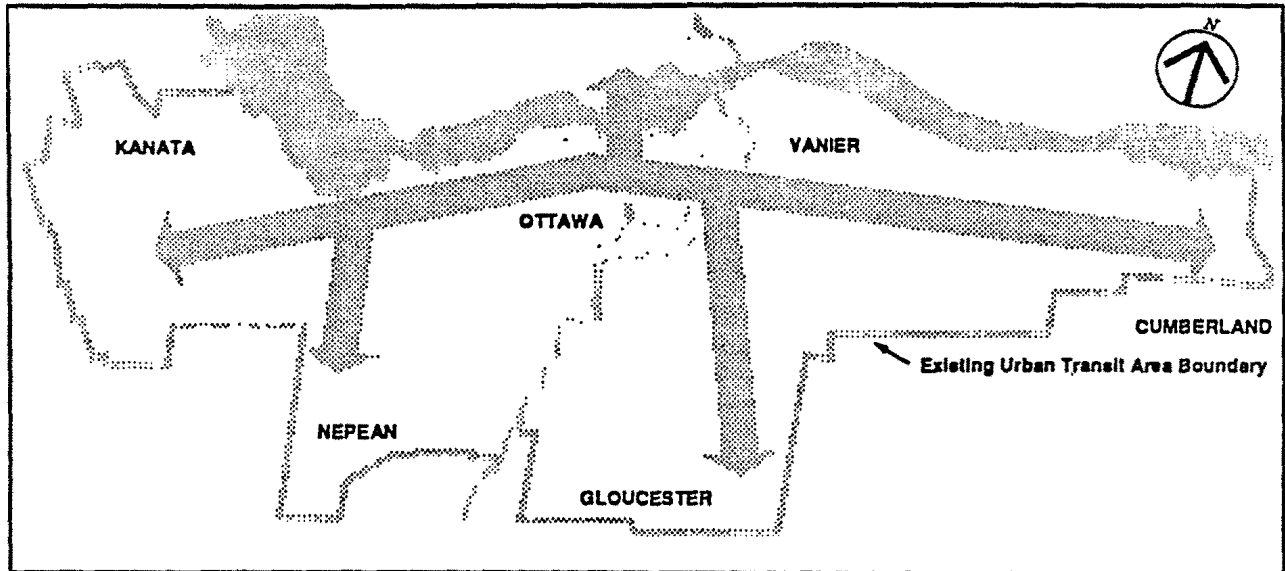 N
KANATA
VANIER
OTTAWA
CUMBERLAND
Existing Urban Transit Area Boundary
NEPEAN
GLOUCESTER